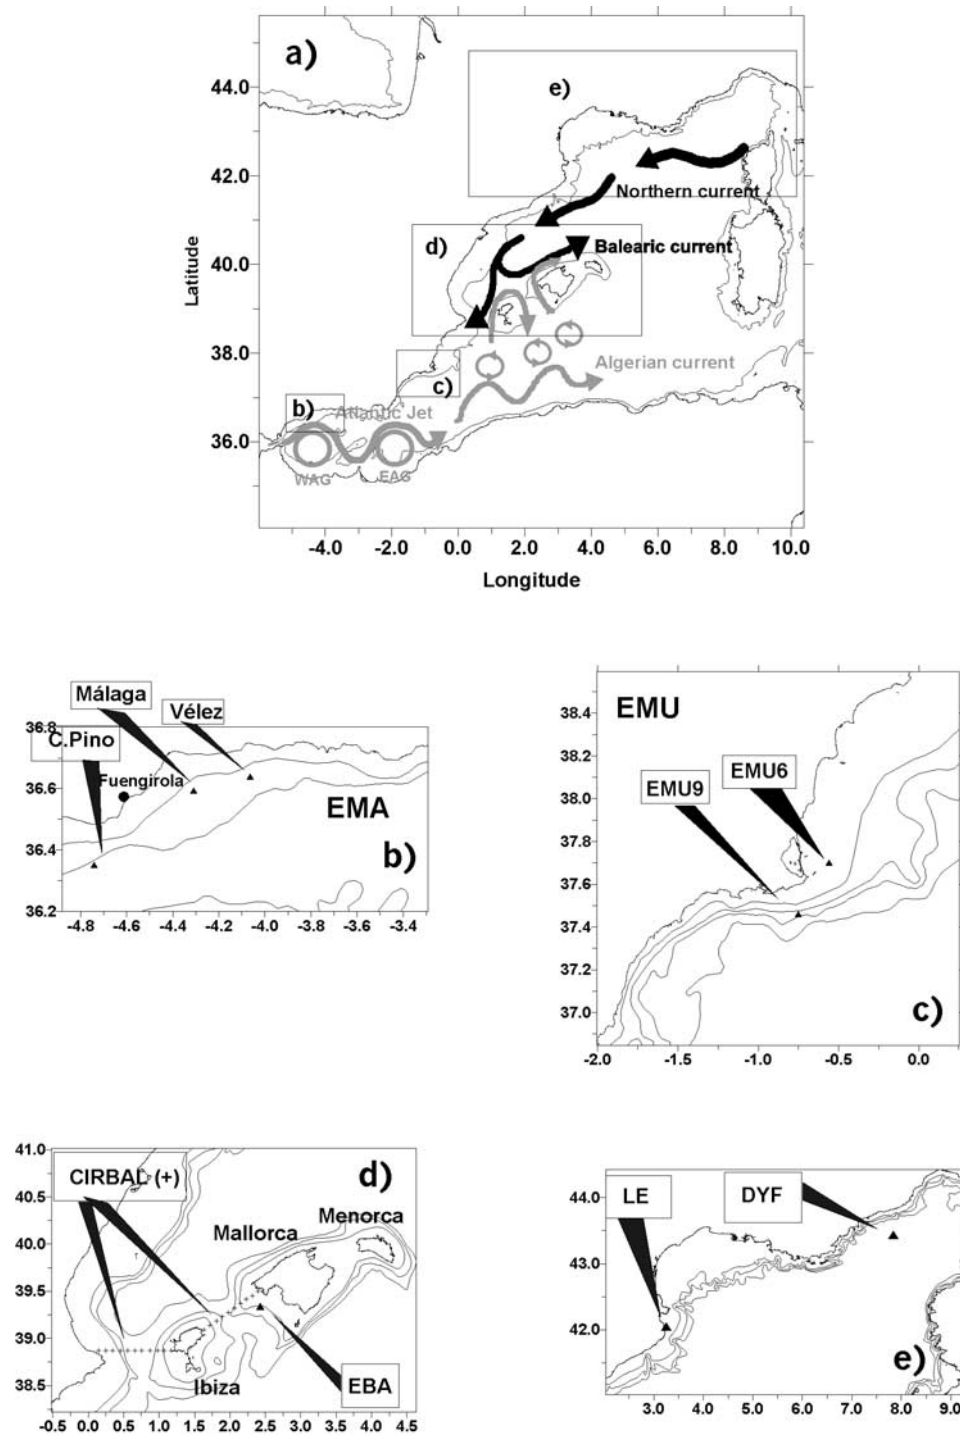 a)
e)
44.0
42.0
Northern current
Latitude
d)
Balearic current
40.0
38.0
Algerian current
c)
b)
Atlantic Jet
36.0
WAG
EAG
-4.0 -2.0 0.0 2.0 4.0 6.0 8.0 10.0
Longitude
Málaga
Vélez
36.8
C.Pino
Fuengirola
36.6
EMA
36.4
b)
36.2
-4.8 -4.6 -4.4 -4.2 -4.0 -3.8 -3.6 -3.4
EMU
38.4
38.2
EMU6
EMU9
38.0
37.8
37.6
37.4
37.2
37.0
c)
-2.0 -1.5 -1.0 -0.5 0.0
41.0
CIRBAL (+)
d)
40.5
Menorca
Mallorca
40.0
39.5
39.0
38.5
Ibiza
EBA
-0.5 0.0 0.5 1.0 1.5 2.0 2.5 3.0 3.5 4.0 4.5
LE
DYF
44.0
43.0
42.0
e)
3.0 4.0 5.0 6.0 7.0 8.0 9.0